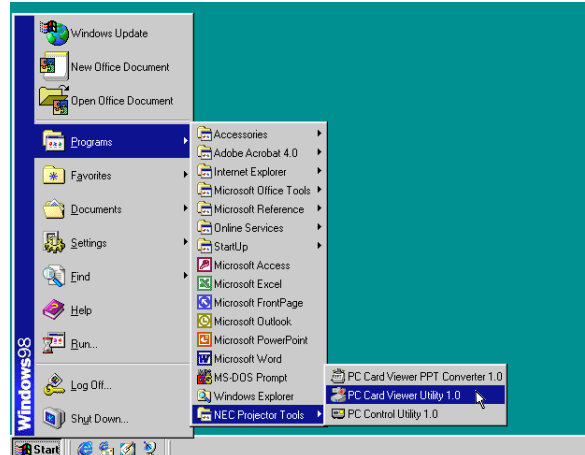 Windows Update
New Office Document
Open Office Document
Programs
Favorites
Documents
Settings
Find
Help
Run...
Log Off...
Shut Down...
Windows98
Accessories
Adobe Acrobat 4.0
Internet Explorer
Microsoft Office Tools
Microsoft Reference
Online Services
StartUp
Microsoft Access
Microsoft Excel
Microsoft FrontPage
Microsoft Outlook
Microsoft PowerPoint
Microsoft Word
MS-DOS Prompt
Windows Explorer
NEC Projector Tools
PC Card Viewer PPT Converter 1.0
PC Card Viewer Utility 1.0
PC Control Utility 1.0
Start